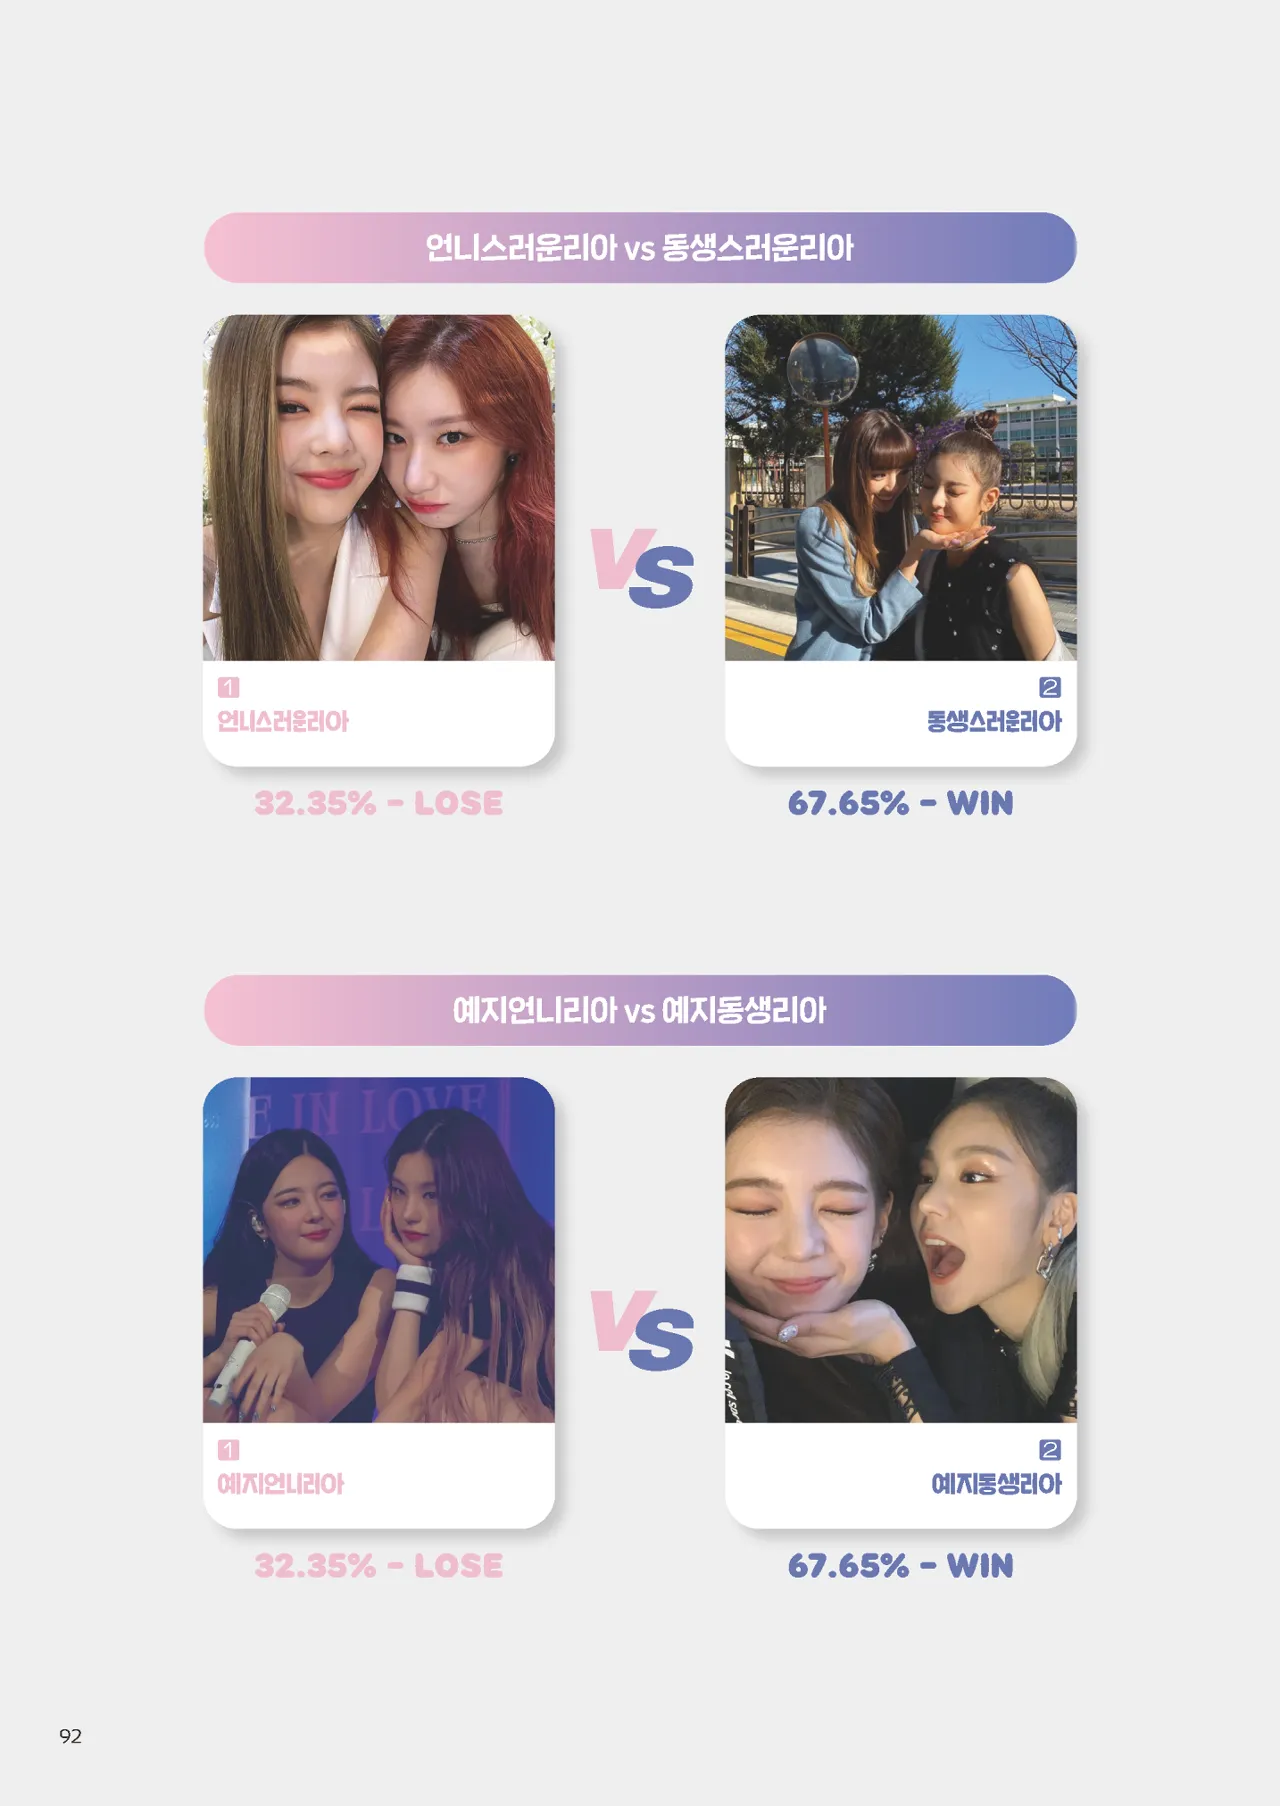 언니스러운리아 vs 동생스러운리아
VS
1
언니스러운리아
2
동생스러운리아
32.35% - LOSE
67.65% - WIN
예지언니리아 vs 예지동생리아
E IN LOVE
L
VS
1
예지언니리아
2
예지동생리아
32.35% - LOSE
67.65% - WIN
92